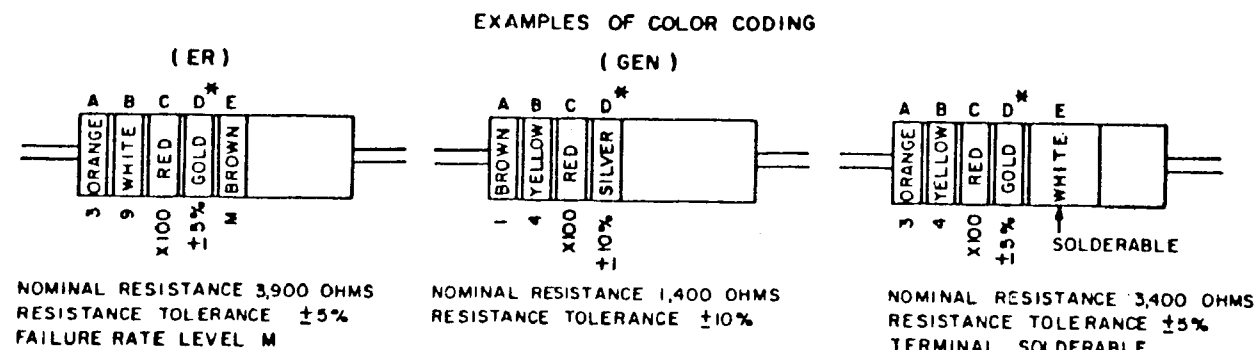 EXAMPLES OF COLOR CODING
(ER)
A B C D* E
ORANGE WHITE RED GOLD BROWN
3 9 X100 ±5% M
NOMINAL RESISTANCE 3,900 OHMS
RESISTANCE TOLERANCE ±5%
FAILURE RATE LEVEL M
(GEN)
A B C D*
BROWN YELLOW RED SILVER
1 4 X100 ±10%
NOMINAL RESISTANCE 1,400 OHMS
RESISTANCE TOLERANCE ±10%
A B C D* E
ORANGE YELLOW RED GOLD WHITE
3 4 X100 ±5%
SOLDERABLE
NOMINAL RESISTANCE 3,400 OHMS
RESISTANCE TOLERANCE ±5%
TERMINAL SOLDERABLE